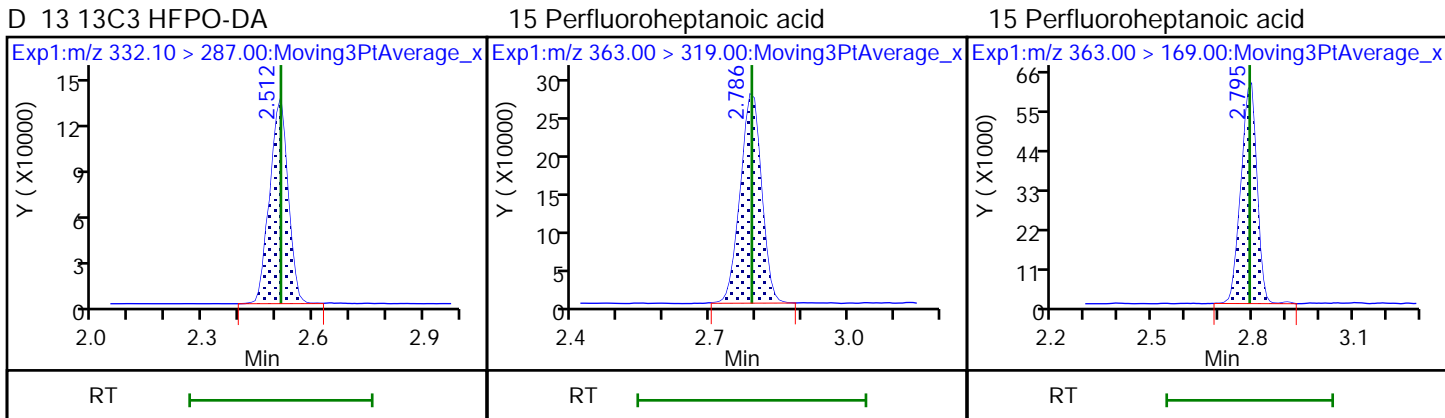 D 13 13C3 HFPO-DA
Exp1:m/z 332.10 > 287.00:Moving3PtAverage_x
2.512
15
12
9
6
3
0
Y ( X10000)
2.0 2.3 2.6 2.9
Min
RT
15 Perfluoroheptanoic acid
Exp1:m/z 363.00 > 319.00:Moving3PtAverage_x
2.786
30
25
20
15
10
5
0
Y ( X10000)
2.4 2.7 3.0
Min
RT
15 Perfluoroheptanoic acid
Exp1:m/z 363.00 > 169.00:Moving3PtAverage_x
2.795
66
55
44
33
22
11
0
Y ( X1000)
2.2 2.5 2.8 3.1
Min
RT